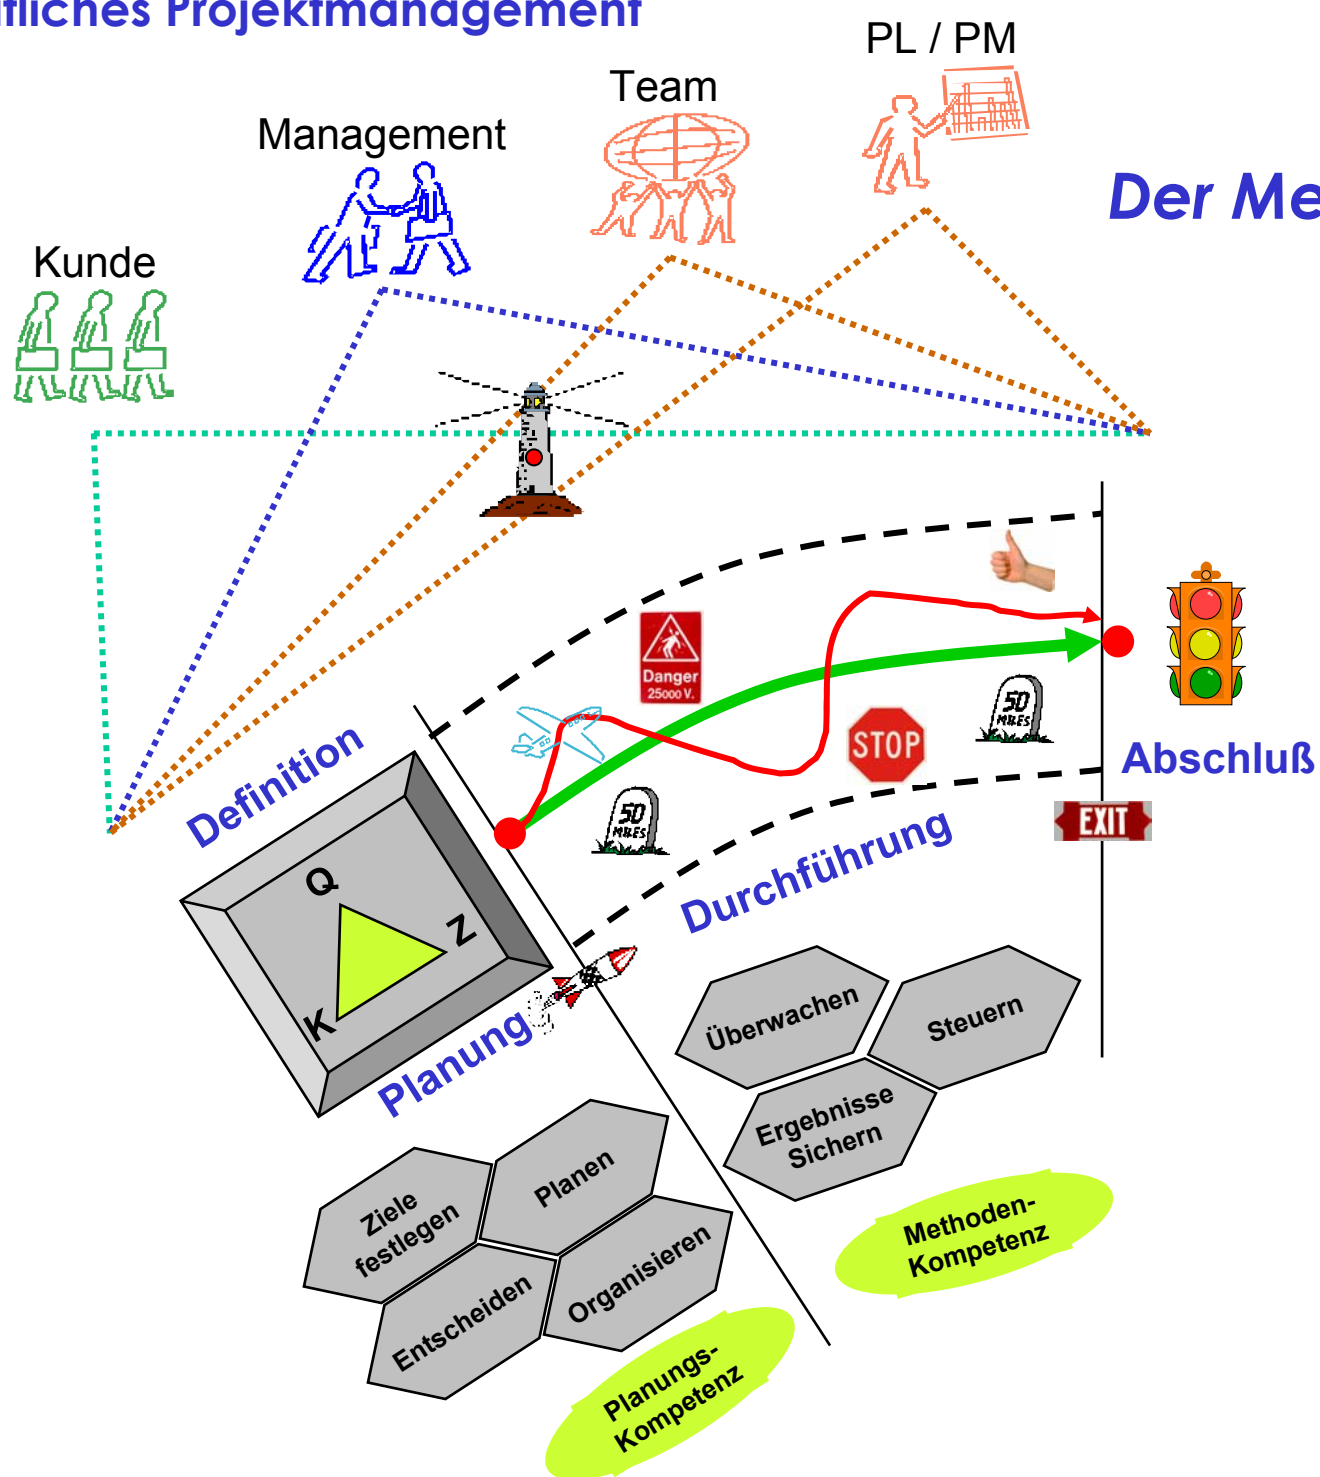 tliches Projektmanagement
PL / PM
Team
Management
Der Me
Kunde
Danger
25000 V.
50
MILES
STOP
Abschluß
Definition
50
MILES
EXIT
Durchführung
Q
Z
K
Planung
Überwachen
Steuern
Ergebnisse
Sichern
Planen
Ziele
festlegen
Organisieren
Entscheiden
Methoden-
Kompetenz
Planungs-
Kompetenz